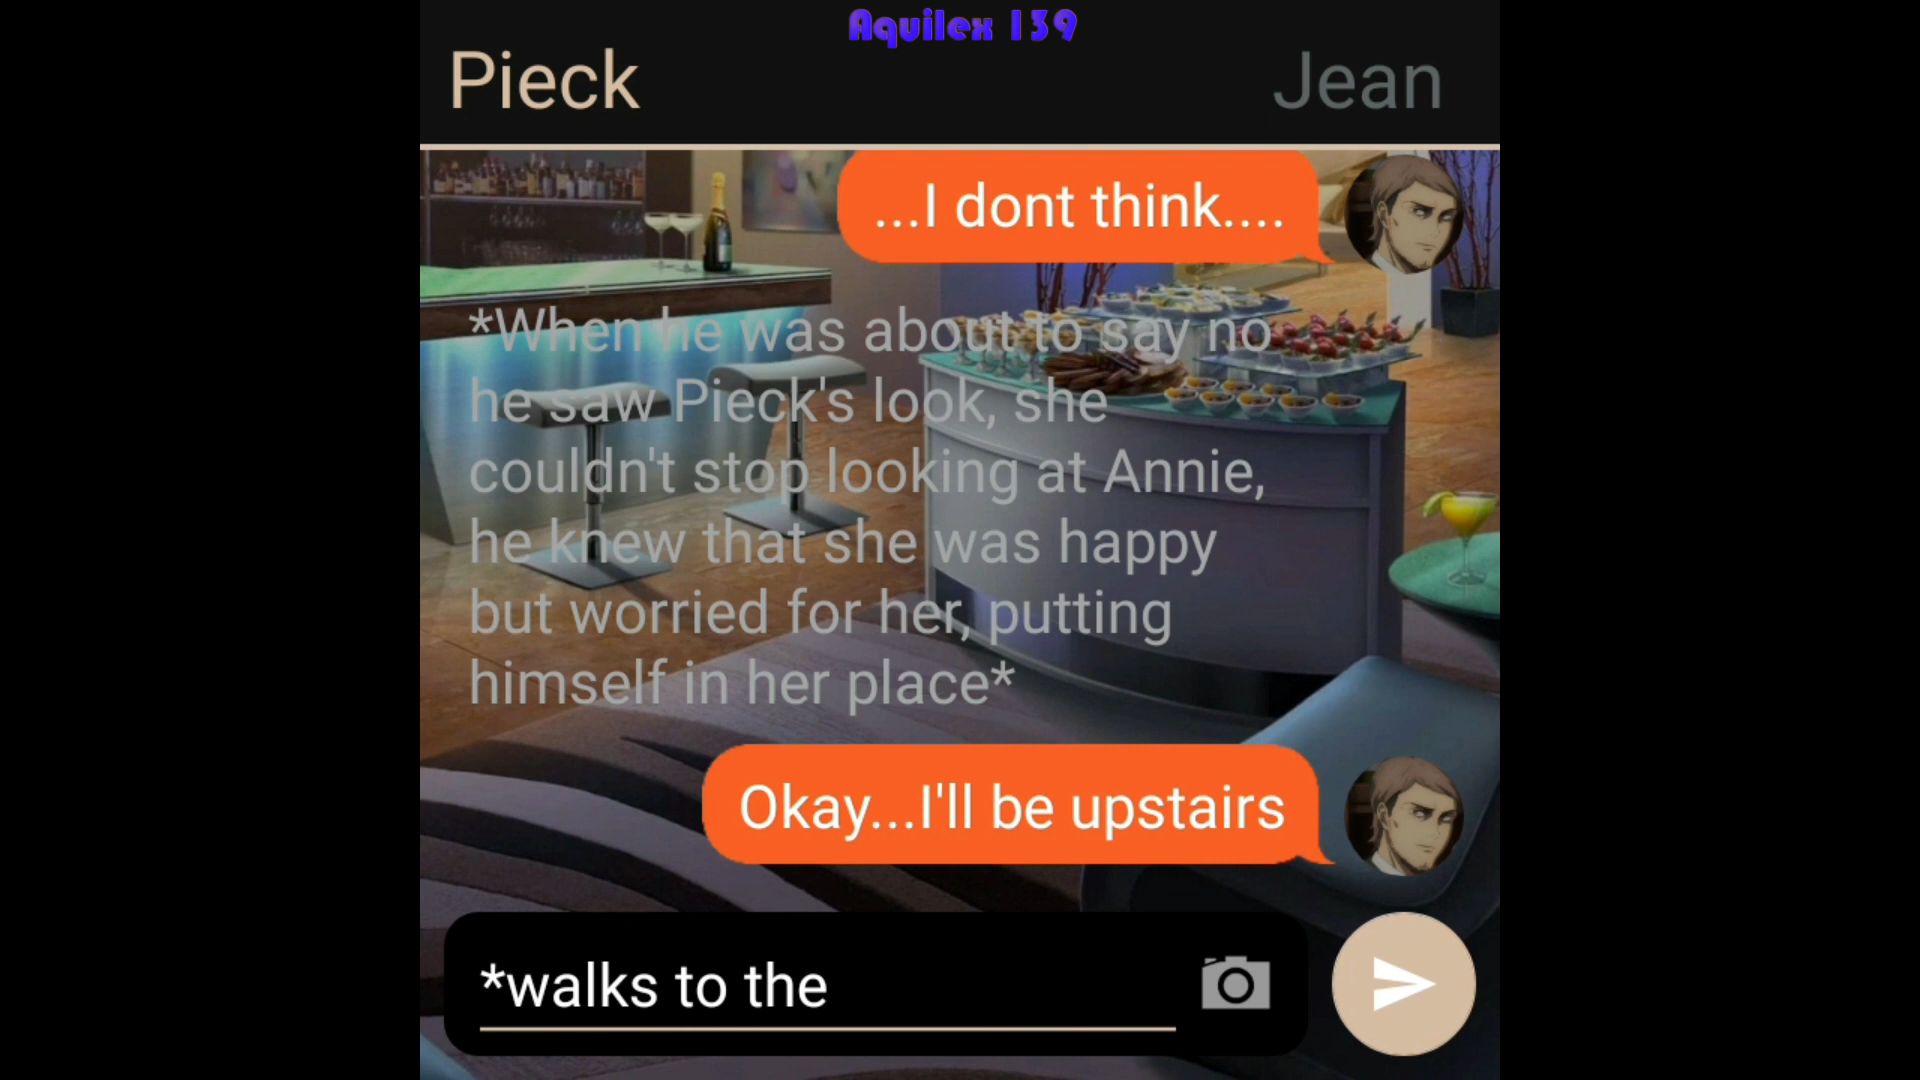 Aquilex 139
Pieck
Jean
...I dont think....
*When he was about to say no
he saw Pieck's look, she
couldn't stop looking at Annie,
he knew that she was happy
but worried for her, putting
himself in her place*
Okay...I'll be upstairs
*walks to the